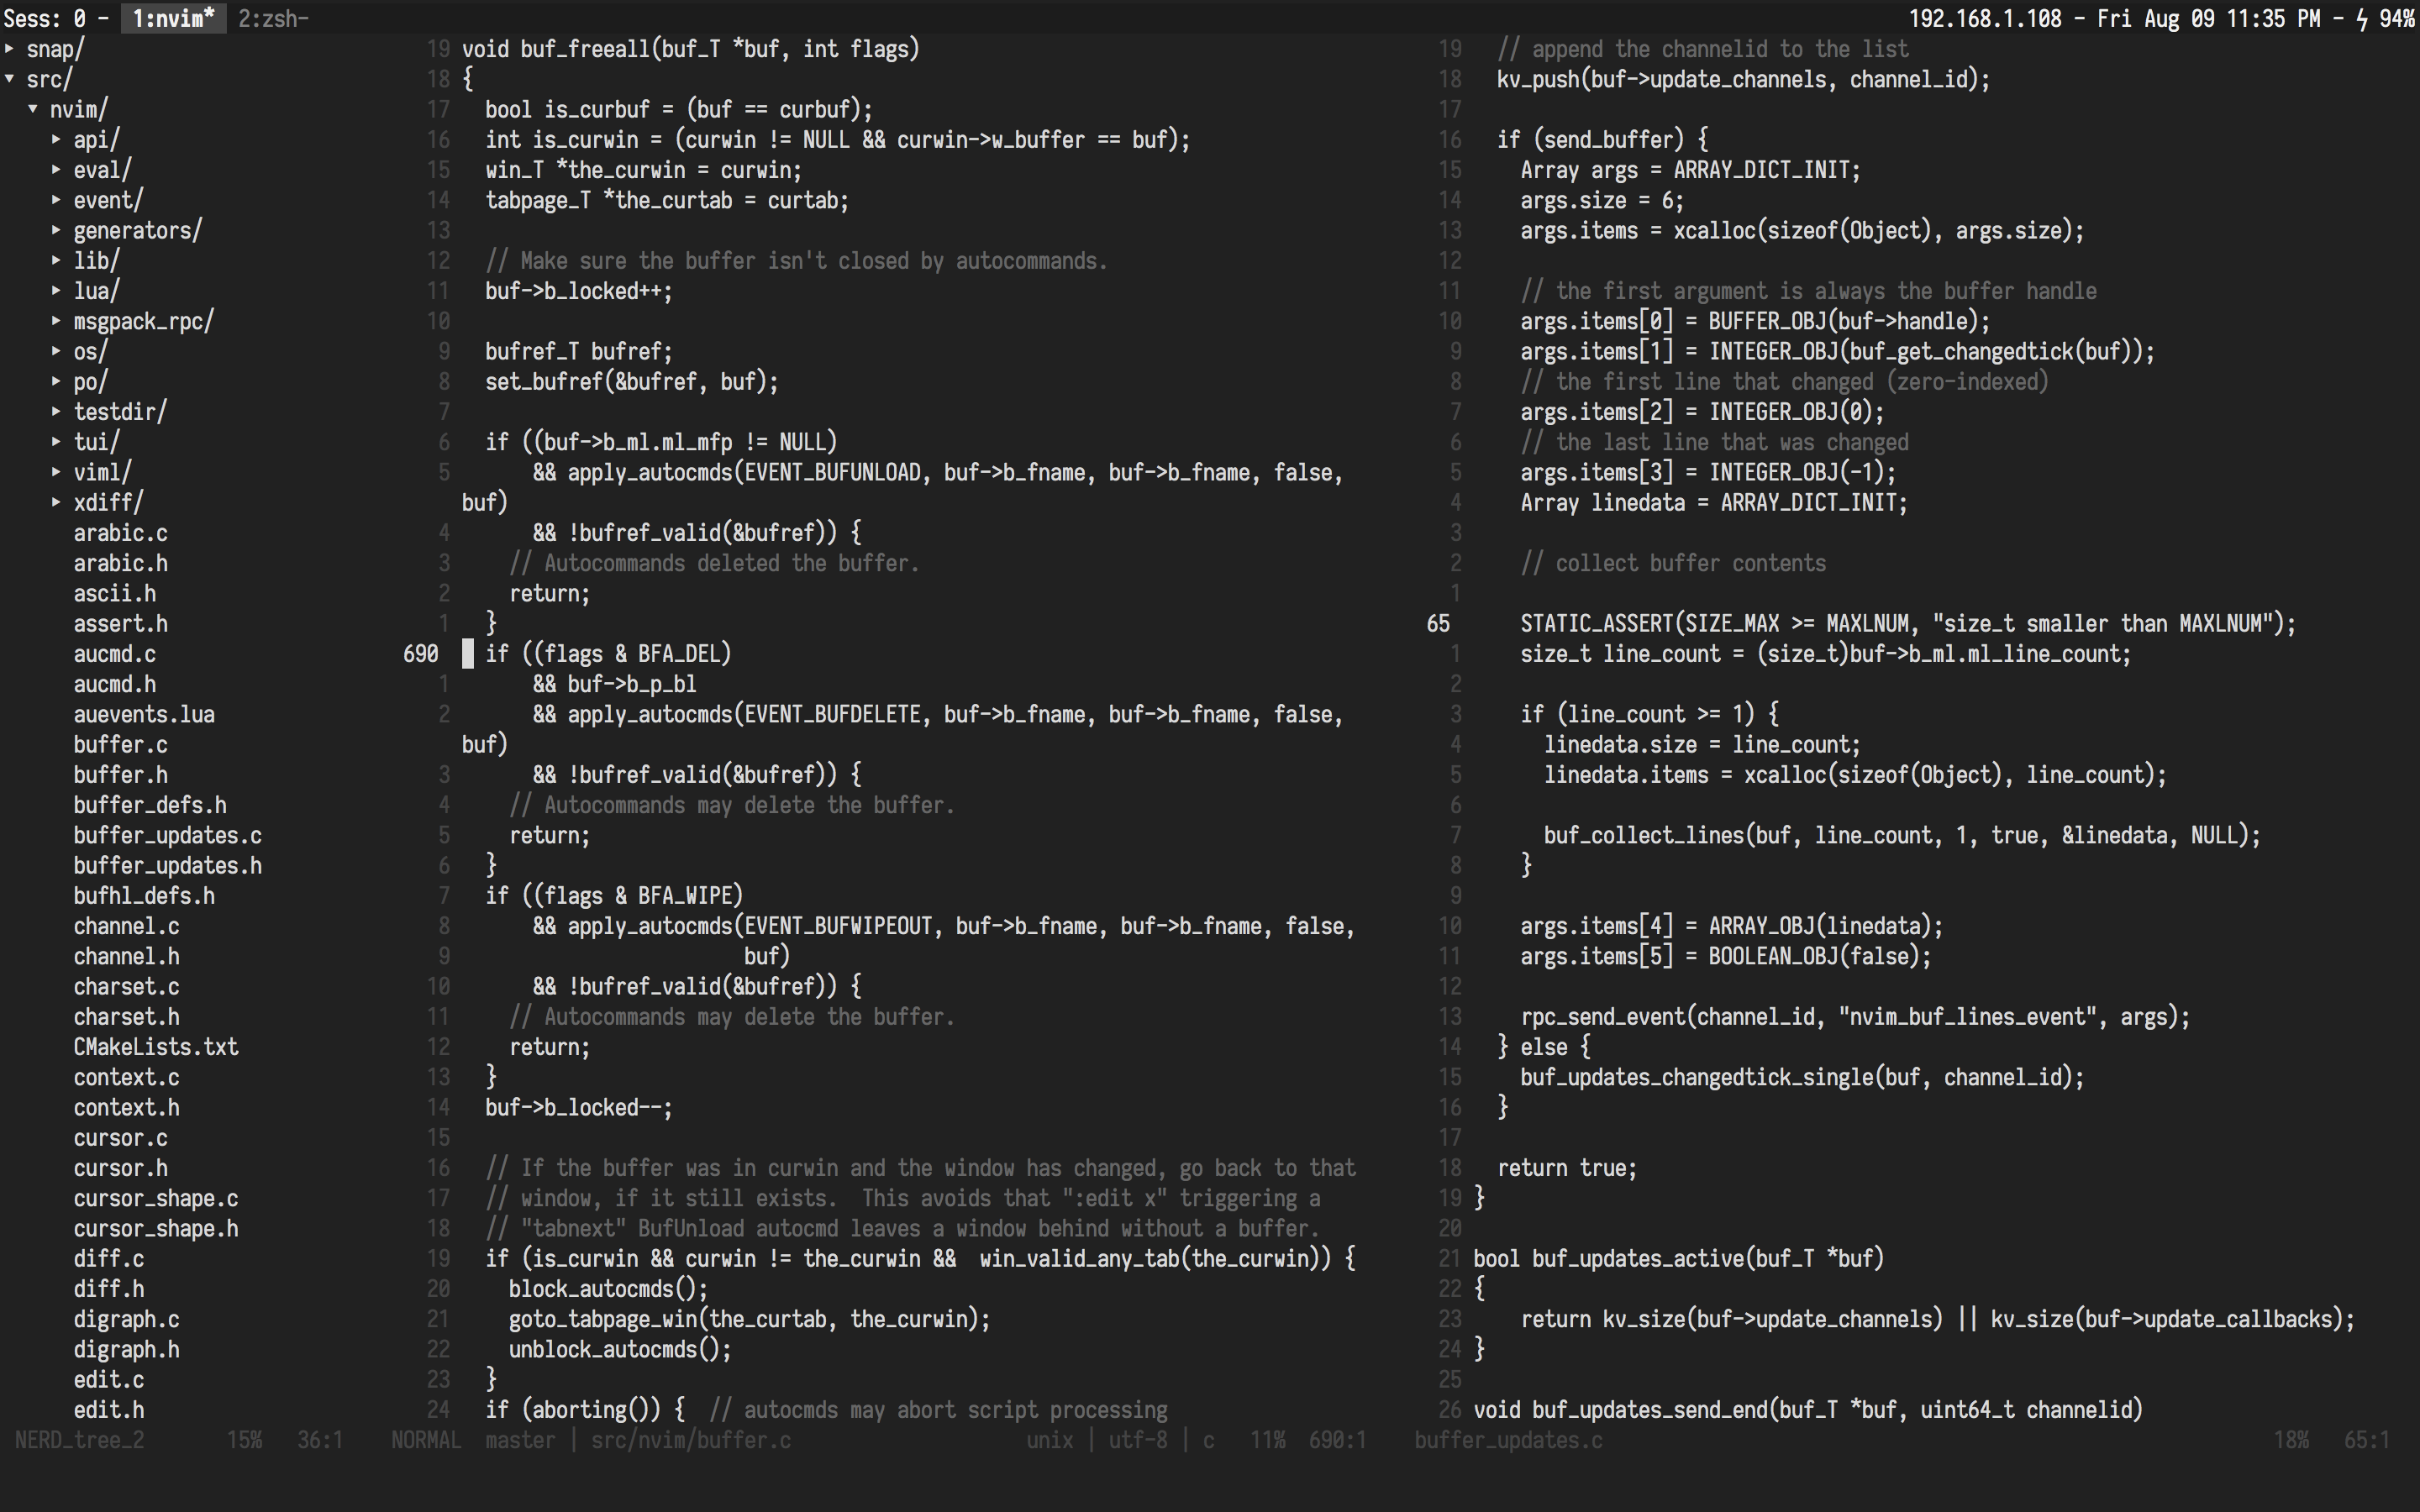 Sess: 0 - 1:nvim* 2:zsh-
192.168.1.108 - Fri Aug 09 11:35 PM - ϟ 94%
▸ snap/
▾ src/
▾ nvim/
▸ api/
▸ eval/
▸ event/
▸ generators/
▸ lib/
▸ lua/
▸ msgpack_rpc/
▸ os/
▸ po/
▸ testdir/
▸ tui/
▸ viml/
▸ xdiff/
arabic.c
arabic.h
ascii.h
assert.h
aucmd.c
aucmd.h
auevents.lua
buffer.c
buffer.h
buffer_defs.h
buffer_updates.c
buffer_updates.h
bufhl_defs.h
channel.c
channel.h
charset.c
charset.h
CMakeLists.txt
context.c
context.h
cursor.c
cursor.h
cursor_shape.c
cursor_shape.h
diff.c
diff.h
digraph.c
digraph.h
edit.c
edit.h
NERD_tree_2 15% 36:1
19 void buf_freeall(buf_T *buf, int flags)
18 {
17   bool is_curbuf = (buf == curbuf);
16   int is_curwin = (curwin != NULL && curwin->w_buffer == buf);
15   win_T *the_curwin = curwin;
14   tabpage_T *the_curtab = curtab;
13
12   // Make sure the buffer isn't closed by autocommands.
11   buf->b_locked++;
10
9   bufref_T bufref;
8   set_bufref(&bufref, buf);
7
6   if ((buf->b_ml.ml_mfp != NULL)
5       && apply_autocmds(EVENT_BUFUNLOAD, buf->b_fname, buf->b_fname, false,
buf)
4       && !bufref_valid(&bufref)) {
3     // Autocommands deleted the buffer.
2     return;
1   }
690   if ((flags & BFA_DEL)
1       && buf->b_p_bl
2       && apply_autocmds(EVENT_BUFDELETE, buf->b_fname, buf->b_fname, false,
buf)
3       && !bufref_valid(&bufref)) {
4     // Autocommands may delete the buffer.
5     return;
6   }
7   if ((flags & BFA_WIPE)
8       && apply_autocmds(EVENT_BUFWIPEOUT, buf->b_fname, buf->b_fname, false,
9                         buf)
10       && !bufref_valid(&bufref)) {
11     // Autocommands may delete the buffer.
12     return;
13   }
14   buf->b_locked--;
15
16   // If the buffer was in curwin and the window has changed, go back to that
17   // window, if it still exists.  This avoids that ":edit x" triggering a
18   // "tabnext" BufUnload autocmd leaves a window behind without a buffer.
19   if (is_curwin && curwin != the_curwin &&  win_valid_any_tab(the_curwin)) {
20     block_autocmds();
21     goto_tabpage_win(the_curtab, the_curwin);
22     unblock_autocmds();
23   }
24   if (aborting()) {  // autocmds may abort script processing
NORMAL master | src/nvim/buffer.c unix | utf-8 | c 11% 690:1
19   // append the channelid to the list
18   kv_push(buf->update_channels, channel_id);
17
16   if (send_buffer) {
15     Array args = ARRAY_DICT_INIT;
14     args.size = 6;
13     args.items = xcalloc(sizeof(Object), args.size);
12
11     // the first argument is always the buffer handle
10     args.items[0] = BUFFER_OBJ(buf->handle);
9     args.items[1] = INTEGER_OBJ(buf_get_changedtick(buf));
8     // the first line that changed (zero-indexed)
7     args.items[2] = INTEGER_OBJ(0);
6     // the last line that was changed
5     args.items[3] = INTEGER_OBJ(-1);
4     Array linedata = ARRAY_DICT_INIT;
3
2     // collect buffer contents
1
65     STATIC_ASSERT(SIZE_MAX >= MAXLNUM, "size_t smaller than MAXLNUM");
1     size_t line_count = (size_t)buf->b_ml.ml_line_count;
2
3     if (line_count >= 1) {
4       linedata.size = line_count;
5       linedata.items = xcalloc(sizeof(Object), line_count);
6
7       buf_collect_lines(buf, line_count, 1, true, &linedata, NULL);
8     }
9
10     args.items[4] = ARRAY_OBJ(linedata);
11     args.items[5] = BOOLEAN_OBJ(false);
12
13     rpc_send_event(channel_id, "nvim_buf_lines_event", args);
14   } else {
15     buf_updates_changedtick_single(buf, channel_id);
16   }
17
18   return true;
19 }
20
21 bool buf_updates_active(buf_T *buf)
22 {
23     return kv_size(buf->update_channels) || kv_size(buf->update_callbacks);
24 }
25
26 void buf_updates_send_end(buf_T *buf, uint64_t channelid)
buffer_updates.c 18% 65:1